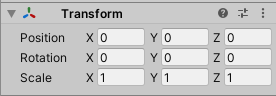 Transform
Position X 0 Y 0 Z 0
Rotation X 0 Y 0 Z 0
Scale X 1 Y 1 Z 1